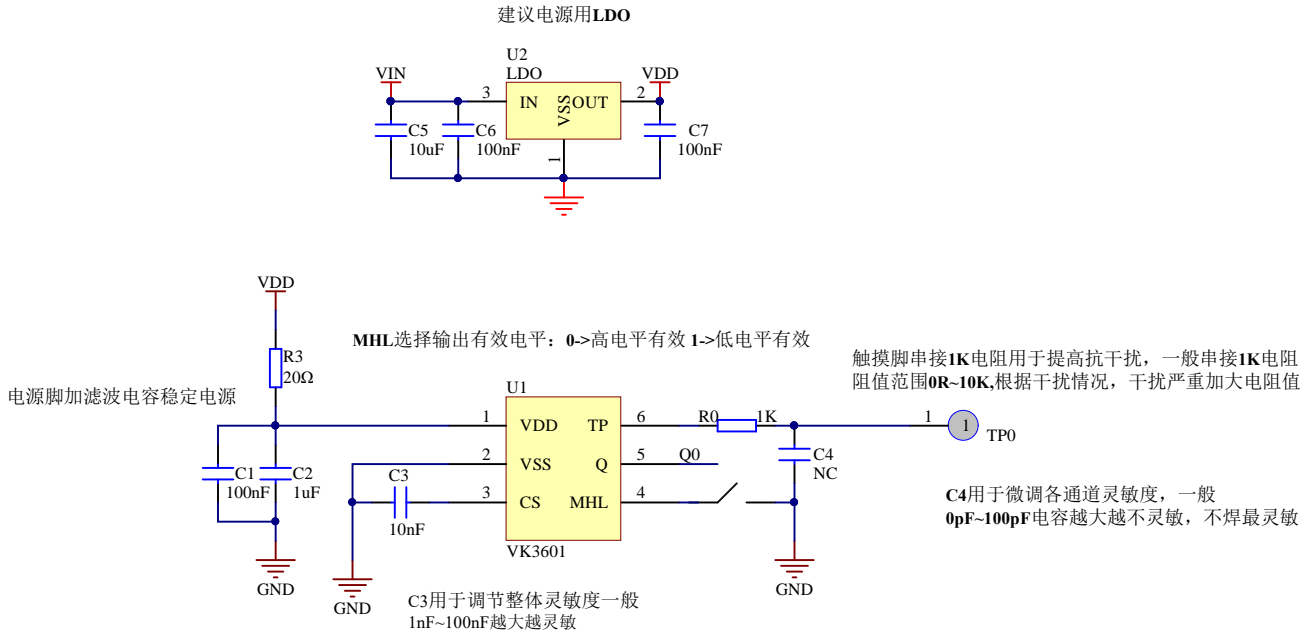 建议电源用LDO
U2
LDO
VIN
VDD
3
IN
VSS
OUT
2
1
C5
10uF
C6
100nF
C7
100nF
VDD
MHL选择输出有效电平：0->高电平有效 1->低电平有效
R3
20Ω
电源脚加滤波电容稳定电源
触摸脚串接1K电阻用于提高抗干扰，一般串接1K电阻
阻值范围0R~10K,根据干扰情况，干扰严重加大电阻值
U1
1
VDD
TP
6
R0
1K
1
1
TP0
2
VSS
Q
5
Q0
C4
NC
C1
100nF
C2
1uF
C3
10nF
3
CS
MHL
4
C4用于微调各通道灵敏度，一般
0pF~100pF电容越大越不灵敏，不焊最灵敏
VK3601
GND
GND
GND
C3用于调节整体灵敏度一般
1nF~100nF越大越灵敏